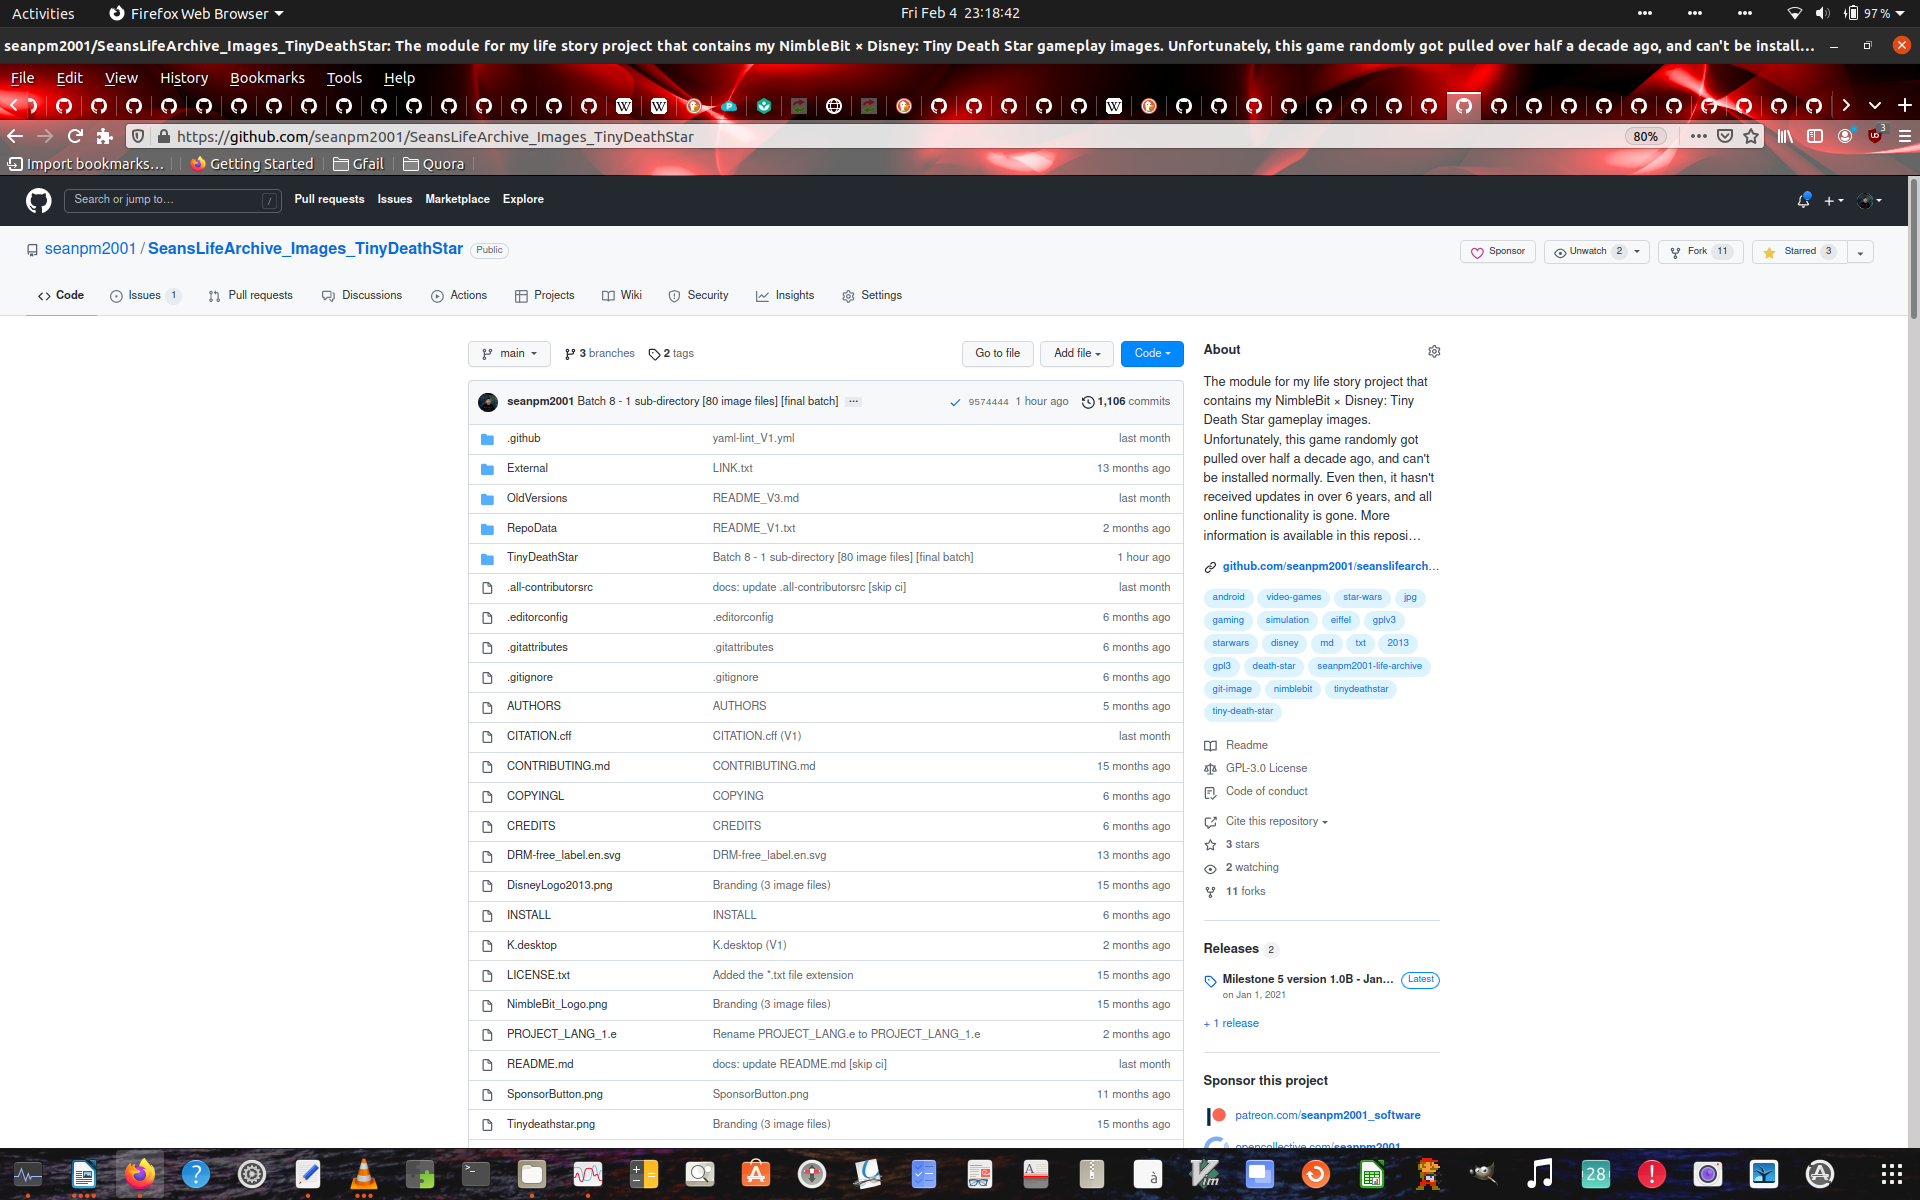 Activities Firefox Web Browser Fri Feb 4 23:18:42 97 %
seanpm2001/SeansLifeArchive_Images_TinyDeathStar: The module for my life story project that contains my NimbleBit × Disney: Tiny Death Star gameplay images. Unfortunately, this game randomly got pulled over half a decade ago, and can't be install…
File Edit View History Bookmarks Tools Help
https://github.com/seanpm2001/SeansLifeArchive_Images_TinyDeathStar 80% 3
Import bookmarks… Getting Started Gfail Quora
Search or jump to… / Pull requests Issues Marketplace Explore
seanpm2001 / SeansLifeArchive_Images_TinyDeathStar Public Sponsor Unwatch 2 Fork 11 Starred 3
Code Issues 1 Pull requests Discussions Actions Projects Wiki Security Insights Settings
main 3 branches 2 tags Go to file Add file Code
seanpm2001 Batch 8 - 1 sub-directory [80 image files] [final batch] ··· 9574444 1 hour ago 1,106 commits
.github yaml-lint_V1.yml last month
External LINK.txt 13 months ago
OldVersions README_V3.md last month
RepoData README_V1.txt 2 months ago
TinyDeathStar Batch 8 - 1 sub-directory [80 image files] [final batch] 1 hour ago
.all-contributorsrc docs: update .all-contributorsrc [skip ci] last month
.editorconfig .editorconfig 6 months ago
.gitattributes .gitattributes 6 months ago
.gitignore .gitignore 6 months ago
AUTHORS AUTHORS 5 months ago
CITATION.cff CITATION.cff (V1) last month
CONTRIBUTING.md CONTRIBUTING.md 15 months ago
COPYINGL COPYING 6 months ago
CREDITS CREDITS 6 months ago
DRM-free_label.en.svg DRM-free_label.en.svg 13 months ago
DisneyLogo2013.png Branding (3 image files) 15 months ago
INSTALL INSTALL 6 months ago
K.desktop K.desktop (V1) 2 months ago
LICENSE.txt Added the *.txt file extension 15 months ago
NimbleBit_Logo.png Branding (3 image files) 15 months ago
PROJECT_LANG_1.e Rename PROJECT_LANG.e to PROJECT_LANG_1.e 2 months ago
README.md docs: update README.md [skip ci] last month
SponsorButton.png SponsorButton.png 11 months ago
Tinydeathstar.png Branding (3 image files) 15 months ago
About
The module for my life story project that
contains my NimbleBit × Disney: Tiny
Death Star gameplay images.
Unfortunately, this game randomly got
pulled over half a decade ago, and can't
be installed normally. Even then, it hasn't
received updates in over 6 years, and all
online functionality is gone. More
information is available in this reposi…
github.com/seanpm2001/seanslifearch…
android video-games star-wars jpg
gaming simulation eiffel gplv3
starwars disney md txt 2013
gpl3 death-star seanpm2001-life-archive
git-image nimblebit tinydeathstar
tiny-death-star
Readme
GPL-3.0 License
Code of conduct
Cite this repository
3 stars
2 watching
11 forks
Releases 2
Milestone 5 version 1.0B - Jan… Latest
on Jan 1, 2021
+ 1 release
Sponsor this project
patreon.com/seanpm2001_software
opencollective.com/seanpm2001
28